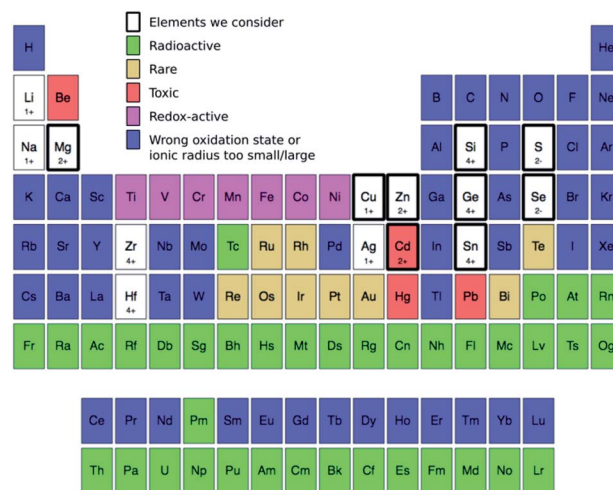 Elements we consider
Radioactive
Rare
Toxic
Redox-active
Wrong oxidation state or
ionic radius too small/large
H He
Li Be B C N O F Ne
1+
Na Mg Al Si P S Cl Ar
1+ 2+ 4+ 2-
K Ca Sc Ti V Cr Mn Fe Co Ni Cu Zn Ga Ge As Se Br Kr
1+ 2+ 4+ 2-
Rb Sr Y Zr Nb Mo Tc Ru Rh Pd Ag Cd In Sn Sb Te I Xe
4+ 1+ 2+ 4+
Cs Ba La Hf Ta W Re Os Ir Pt Au Hg Tl Pb Bi Po At Rn
4+
Fr Ra Ac Rf Db Sg Bh Hs Mt Ds Rg Cn Nh Fl Mc Lv Ts Og
Ce Pr Nd Pm Sm Eu Gd Tb Dy Ho Er Tm Yb Lu
Th Pa U Np Pu Am Cm Bk Cf Es Fm Md No Lr